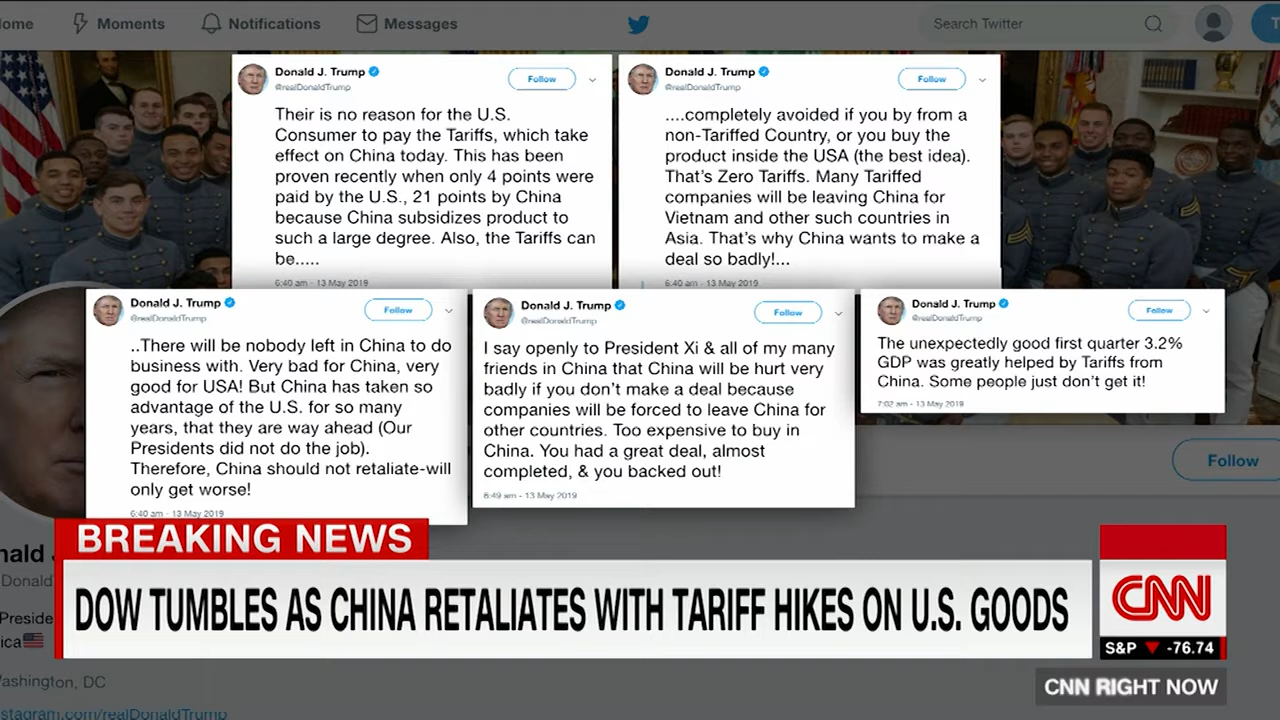 Home
Moments
Notifications
Messages
Search Twitter
Donald J. Trump
@realDonaldTrump
Follow
Their is no reason for the U.S.
Consumer to pay the Tariffs, which take
effect on China today. This has been
proven recently when only 4 points were
paid by the U.S., 21 points by China
because China subsidizes product to
such a large degree. Also, the Tariffs can
be.....
6:40 am - 13 May 2019
Donald J. Trump
@realDonaldTrump
Follow
....completely avoided if you by from a
non-Tariffed Country, or you buy the
product inside the USA (the best idea).
That's Zero Tariffs. Many Tariffed
companies will be leaving China for
Vietnam and other such countries in
Asia. That's why China wants to make a
deal so badly!...
6:40 am - 13 May 2019
Donald J. Trump
@realDonaldTrump
Follow
..There will be nobody left in China to do
business with. Very bad for China, very
good for USA! But China has taken so
advantage of the U.S. for so many
years, that they are way ahead (Our
Presidents did not do the job).
Therefore, China should not retaliate-will
only get worse!
6:40 am - 13 May 2019
Donald J. Trump
@realDonaldTrump
Follow
I say openly to President Xi & all of my many
friends in China that China will be hurt very
badly if you don't make a deal because
companies will be forced to leave China for
other countries. Too expensive to buy in
China. You had a great deal, almost
completed, & you backed out!
6:49 am - 13 May 2019
Donald J. Trump
@realDonaldTrump
Follow
The unexpectedly good first quarter 3.2%
GDP was greatly helped by Tariffs from
China. Some people just don't get it!
7:02 am - 13 May 2019
Follow
nald J.
Donald
Preside
ica
ashington, DC
stagram.com/realDonaldTrump
BREAKING NEWS
DOW TUMBLES AS CHINA RETALIATES WITH TARIFF HIKES ON U.S. GOODS
CNN
S&P -76.74
CNN RIGHT NOW